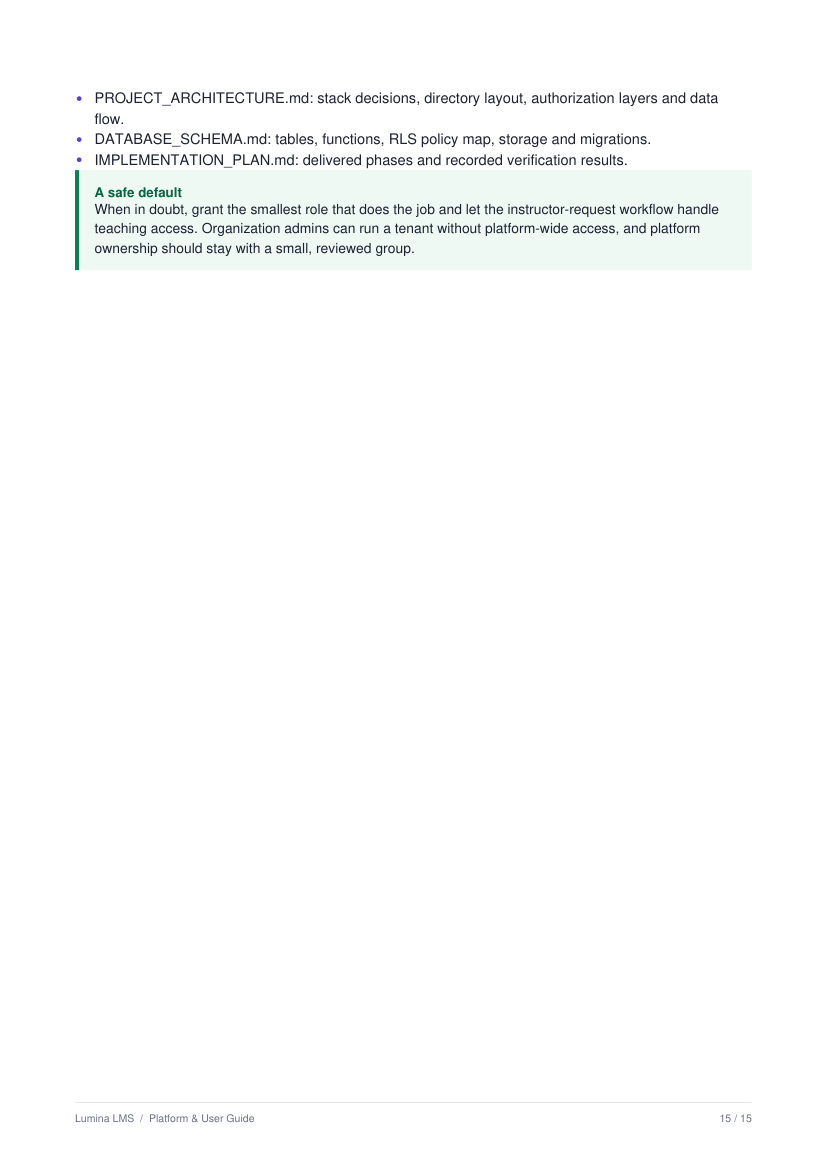 • PROJECT_ARCHITECTURE.md: stack decisions, directory layout, authorization layers and data
flow.
• DATABASE_SCHEMA.md: tables, functions, RLS policy map, storage and migrations.
• IMPLEMENTATION_PLAN.md: delivered phases and recorded verification results.
A safe default
When in doubt, grant the smallest role that does the job and let the instructor-request workflow handle
teaching access. Organization admins can run a tenant without platform-wide access, and platform
ownership should stay with a small, reviewed group.
Lumina LMS / Platform & User Guide
15 / 15